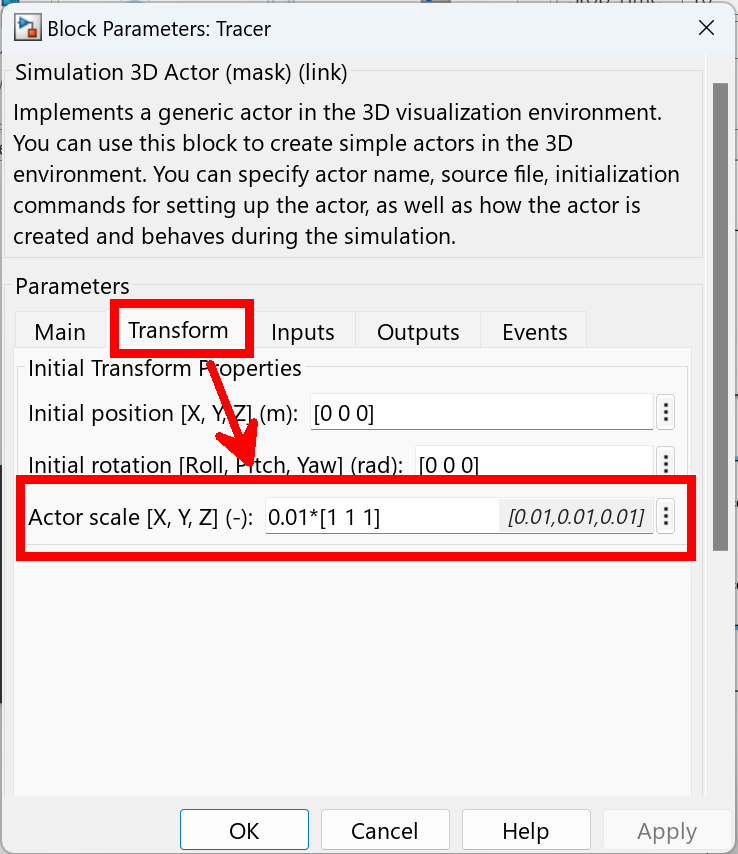 Block Parameters: Tracer
Simulation 3D Actor (mask) (link)
Implements a generic actor in the 3D visualization environment.
You can use this block to create simple actors in the 3D
environment. You can specify actor name, source file, initialization
commands for setting up the actor, as well as how the actor is
created and behaves during the simulation.
Parameters
Main Transform Inputs Outputs Events
Initial Transform Properties
Initial position [X, Y, Z] (m): [0 0 0]
Initial rotation [Roll, Pitch, Yaw] (rad): [0 0 0]
Actor scale [X, Y, Z] (-): 0.01*[1 1 1] [0.01,0.01,0.01]
OK Cancel Help Apply